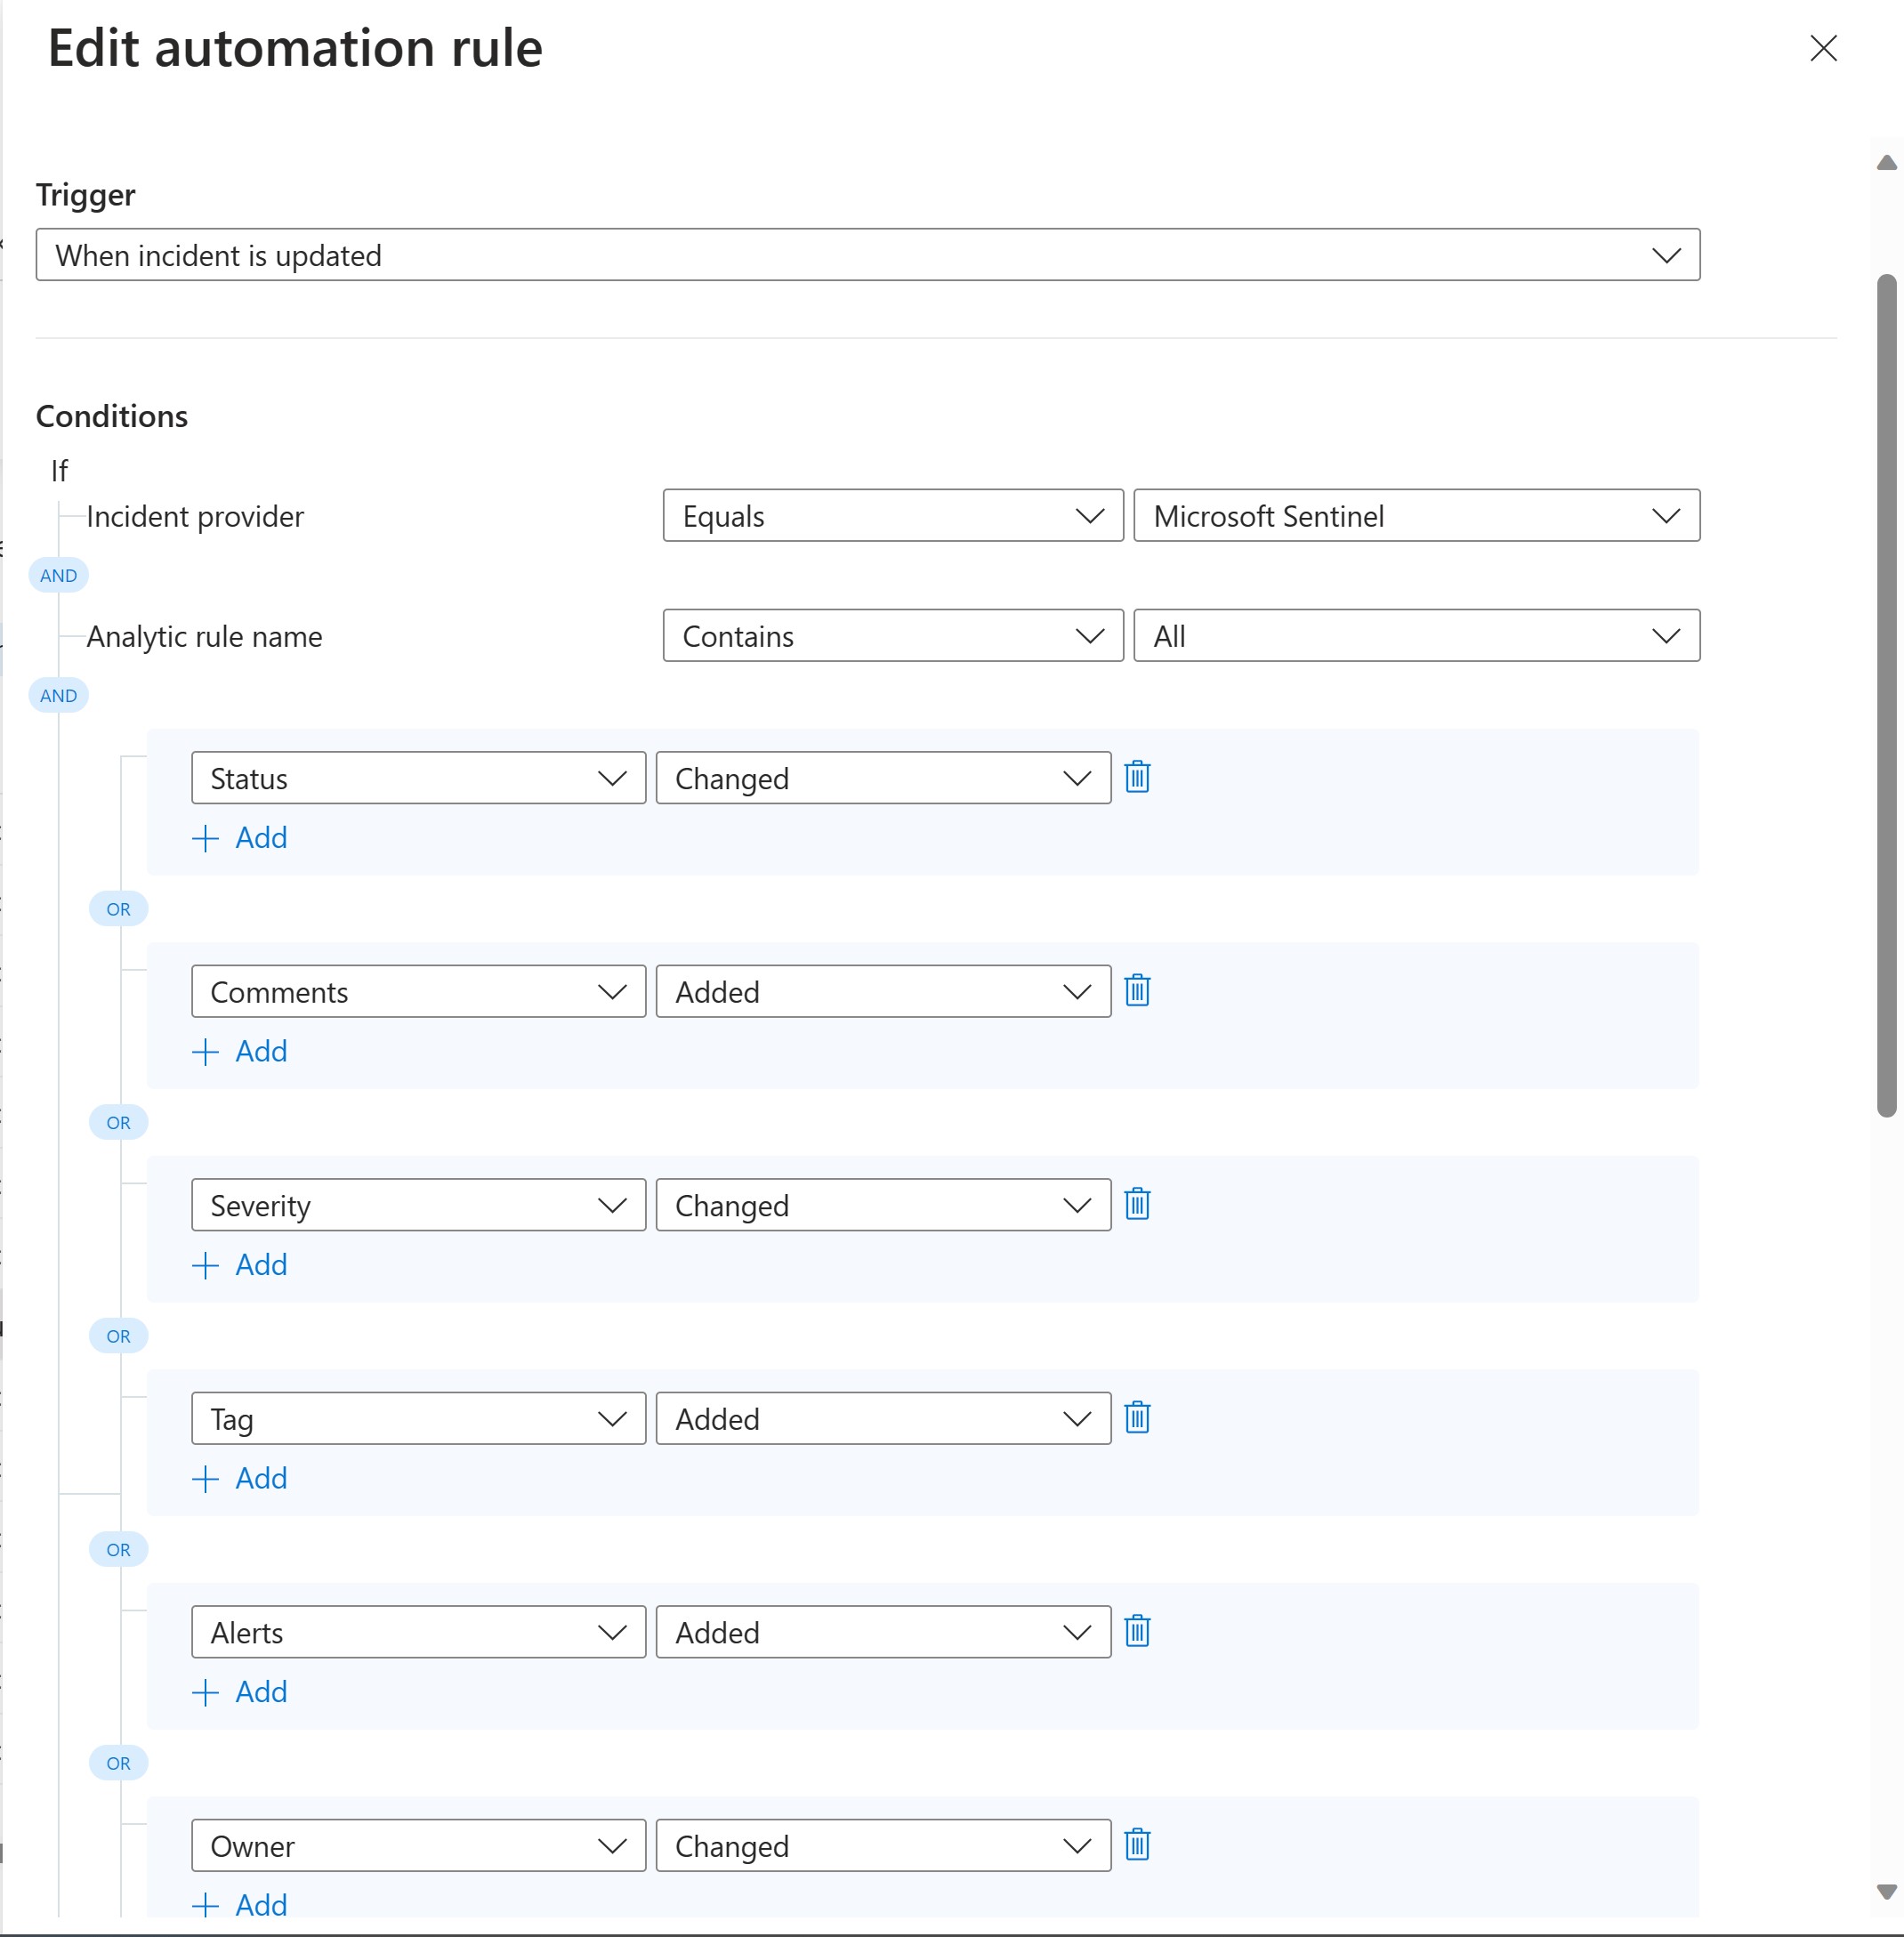 Edit automation rule
Trigger
When incident is updated
Conditions
If
Incident provider Equals Microsoft Sentinel
AND
Analytic rule name Contains All
AND
Status Changed
Add
OR
Comments Added
Add
OR
Severity Changed
Add
OR
Tag Added
Add
OR
Alerts Added
Add
OR
Owner Changed
Add